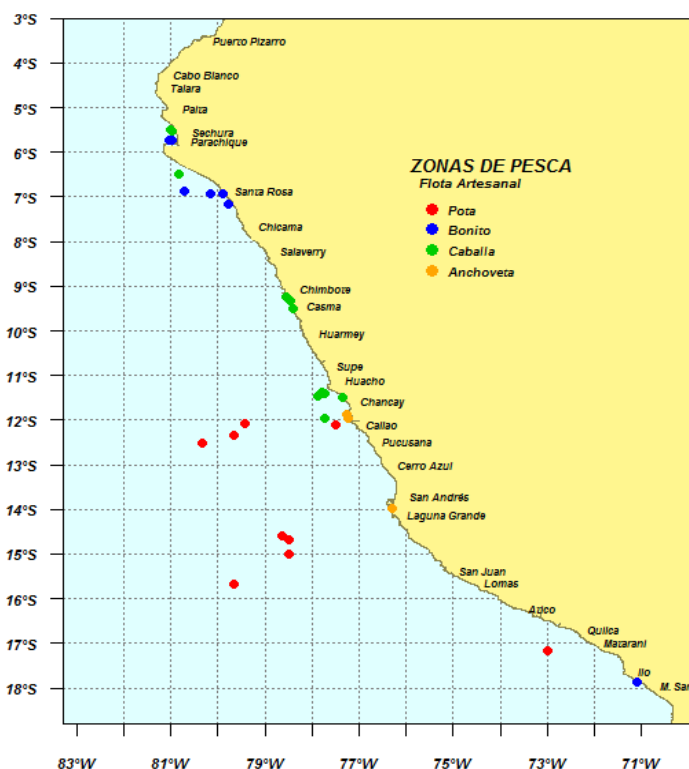 3°S
Puerto Pizarro
4°S
Cabo Blanco
Talara
5°S
Paita
Sechura
Parachique
6°S
ZONAS DE PESCA
Flota Artesanal
7°S
Santa Rosa
Pota
Bonito
Chicama
8°S
Caballa
Salaverry
Anchoveta
9°S
Chimbote
Casma
10°S
Huarmey
Supe
11°S
Huacho
Chancay
12°S
Callao
Pucusana
13°S
Cerro Azul
San Andrés
14°S
Laguna Grande
15°S
San Juan
Lomas
16°S
Atico
Quilca
17°S
Matarani
Ilo
18°S
M. San
83°W 81°W 79°W 77°W 75°W 73°W 71°W